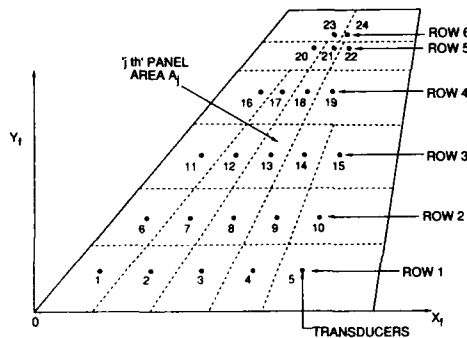 23 24
ROW 6
ROW 5
20 21 22
'j th' PANEL
AREA Aj
ROW 4
16 17 18 19
Yf
ROW 3
11 12 13 14 15
ROW 2
6 7 8 9 10
ROW 1
1 2 3 4 5
0
Xf
TRANSDUCERS